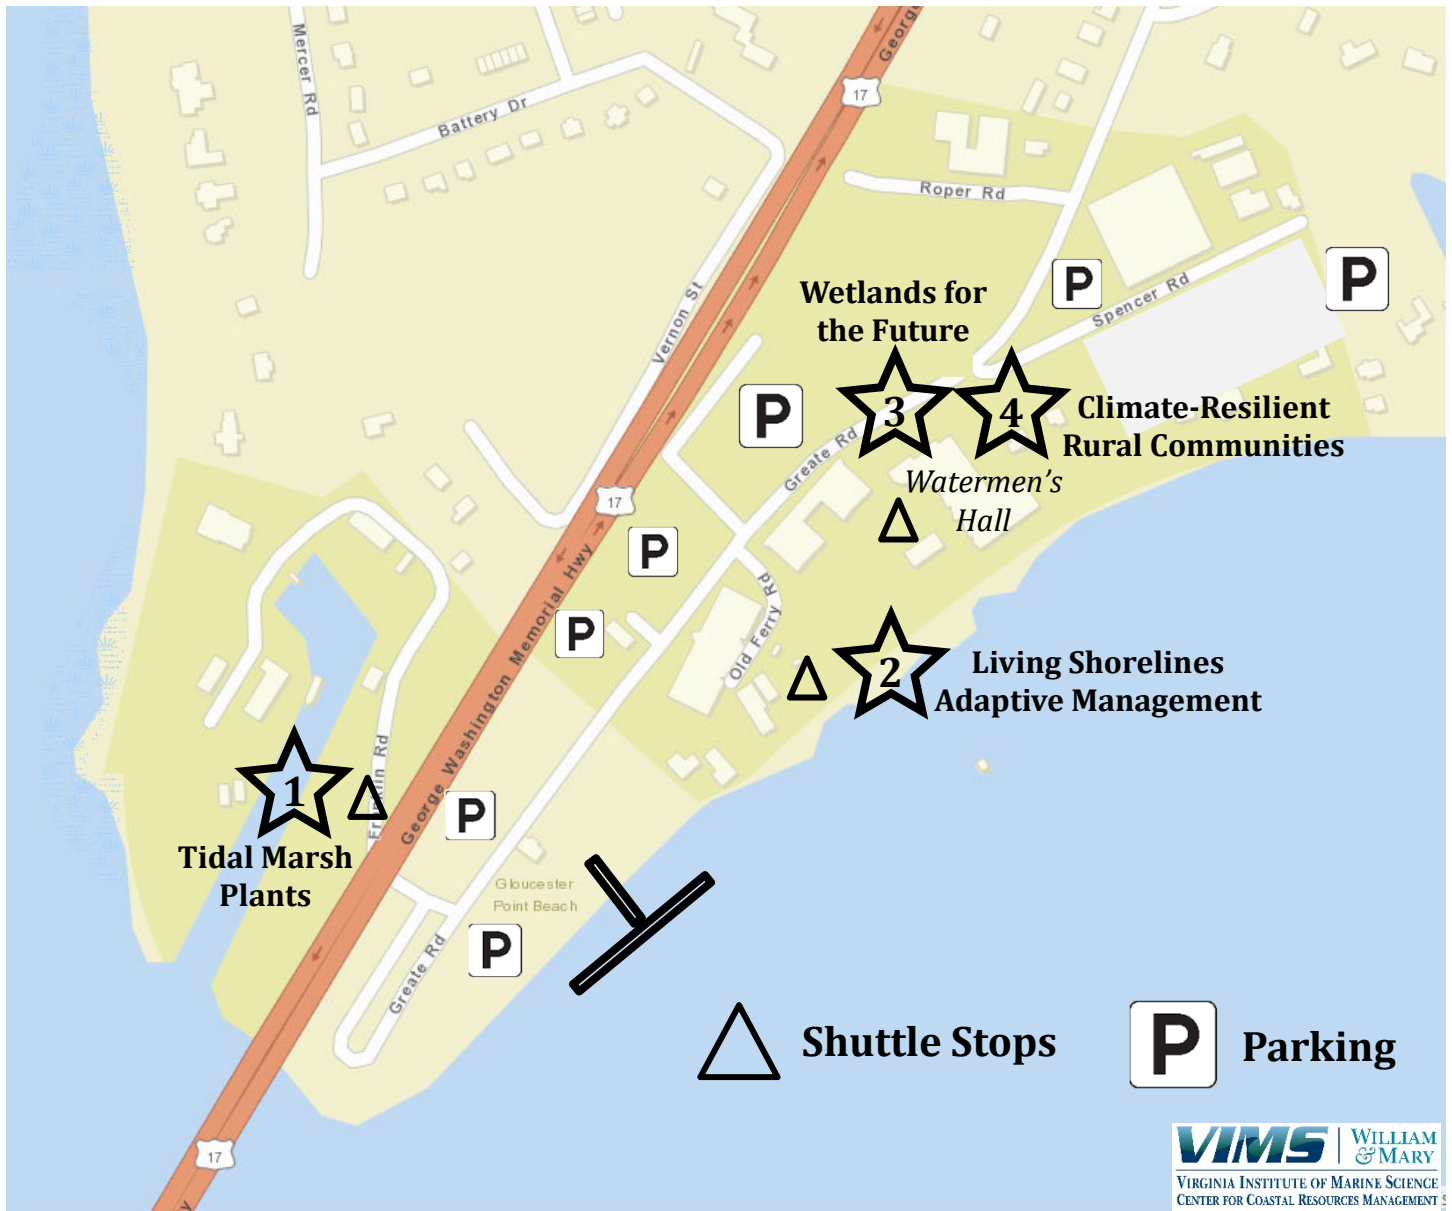 Mercer Rd
Battery Dr
George
17
Roper Rd
Vernon St
Wetlands for
the Future
P
P
Spencer Rd
P
3
4
Climate-Resilient
Rural Communities
Greate Rd
Watermen's
Hall
17
P
P
George Washington Memorial Hwy
Old Ferry Rd
2
Living Shorelines
Adaptive Management
1
Franklin Rd
P
Tidal Marsh
Plants
Gloucester
Point Beach
P
Greate Rd
Shuttle Stops
P
Parking
17
VIMS
WILLIAM
& MARY
VIRGINIA INSTITUTE OF MARINE SCIENCE
CENTER FOR COASTAL RESOURCES MANAGEMENT